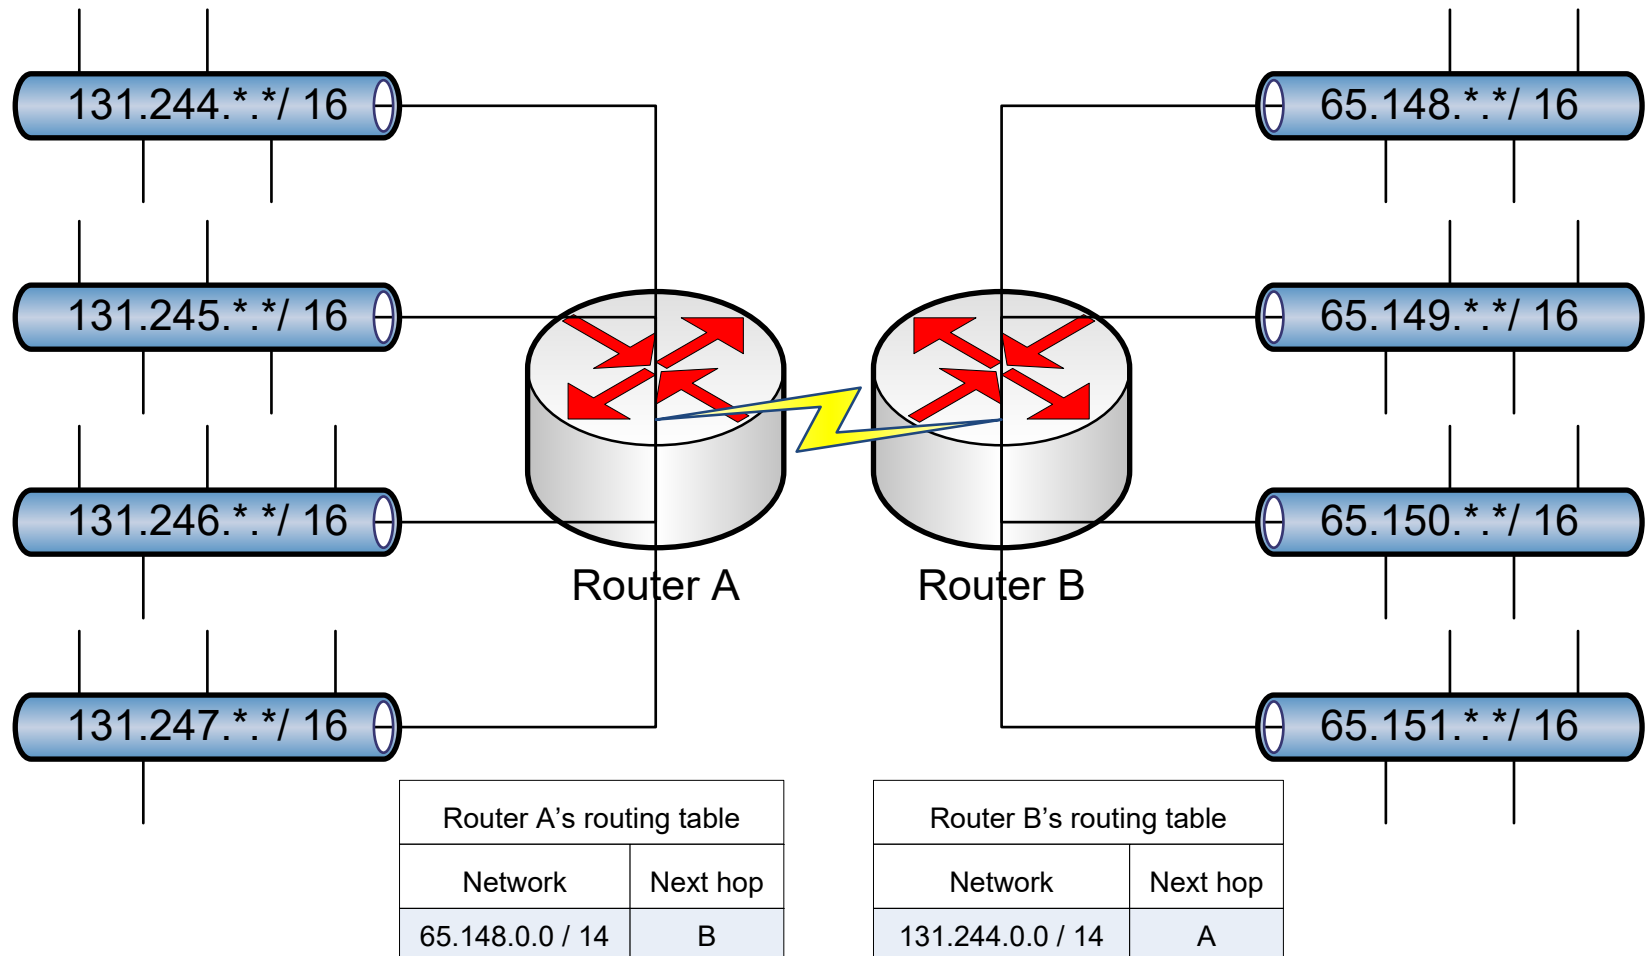 131.244.*.*/ 16
65.148.*.*/ 16
131.245.*.*/ 16
65.149.*.*/ 16
131.246.*.*/ 16
65.150.*.*/ 16
Router A
Router B
131.247.*.*/ 16
65.151.*.*/ 16
Router A’s routing table
Network Next hop
65.148.0.0 / 14 B
Router B’s routing table
Network Next hop
131.244.0.0 / 14 A